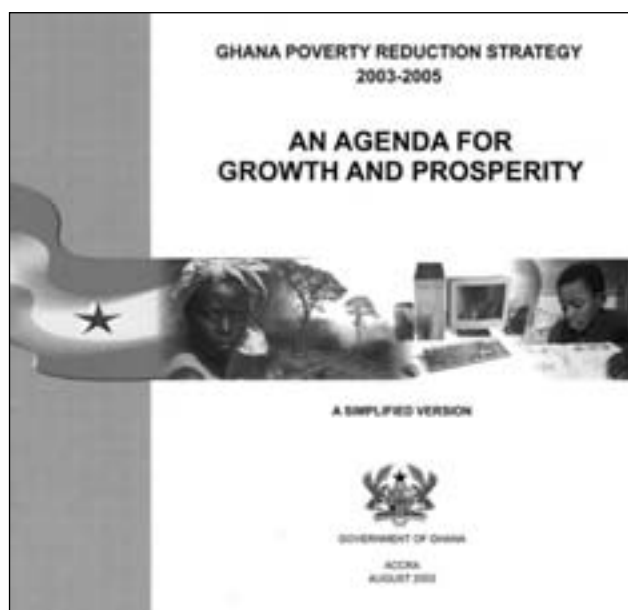 GHANA POVERTY REDUCTION STRATEGY
2003-2005
AN AGENDA FOR
GROWTH AND PROSPERITY
A SIMPLIFIED VERSION
GOVERNMENT OF GHANA
ACCRA
AUGUST 2003